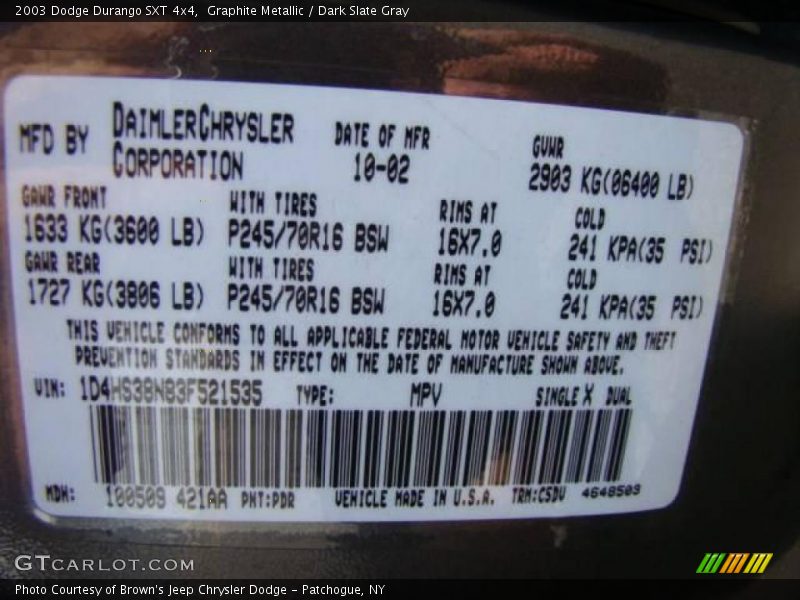 2003 Dodge Durango SXT 4x4, Graphite Metallic / Dark Slate Gray
MFD BY DAIMLERCHRYSLER CORPORATION DATE OF MFR 10-02 GVWR 2903 KG(06400 LB)
GAWR FRONT WITH TIRES RIMS AT COLD
1633 KG(3600 LB) P245/70R16 BSW 16X7.0 241 KPA(35 PSI)
GAWR REAR WITH TIRES RIMS AT COLD
1727 KG(3806 LB) P245/70R16 BSW 16X7.0 241 KPA(35 PSI)
THIS VEHICLE CONFORMS TO ALL APPLICABLE FEDERAL MOTOR VEHICLE SAFETY AND THEFT
PREVENTION STANDARDS IN EFFECT ON THE DATE OF MANUFACTURE SHOWN ABOVE.
VIN: 1D4HS38N83F521535 TYPE: MPV SINGLE X DUAL
MDH: 100509 421AA PNT:PDR VEHICLE MADE IN U.S.A. TRM:CSDV 4648503
GTCARLOT.COM
Photo Courtesy of Brown's Jeep Chrysler Dodge - Patchogue, NY